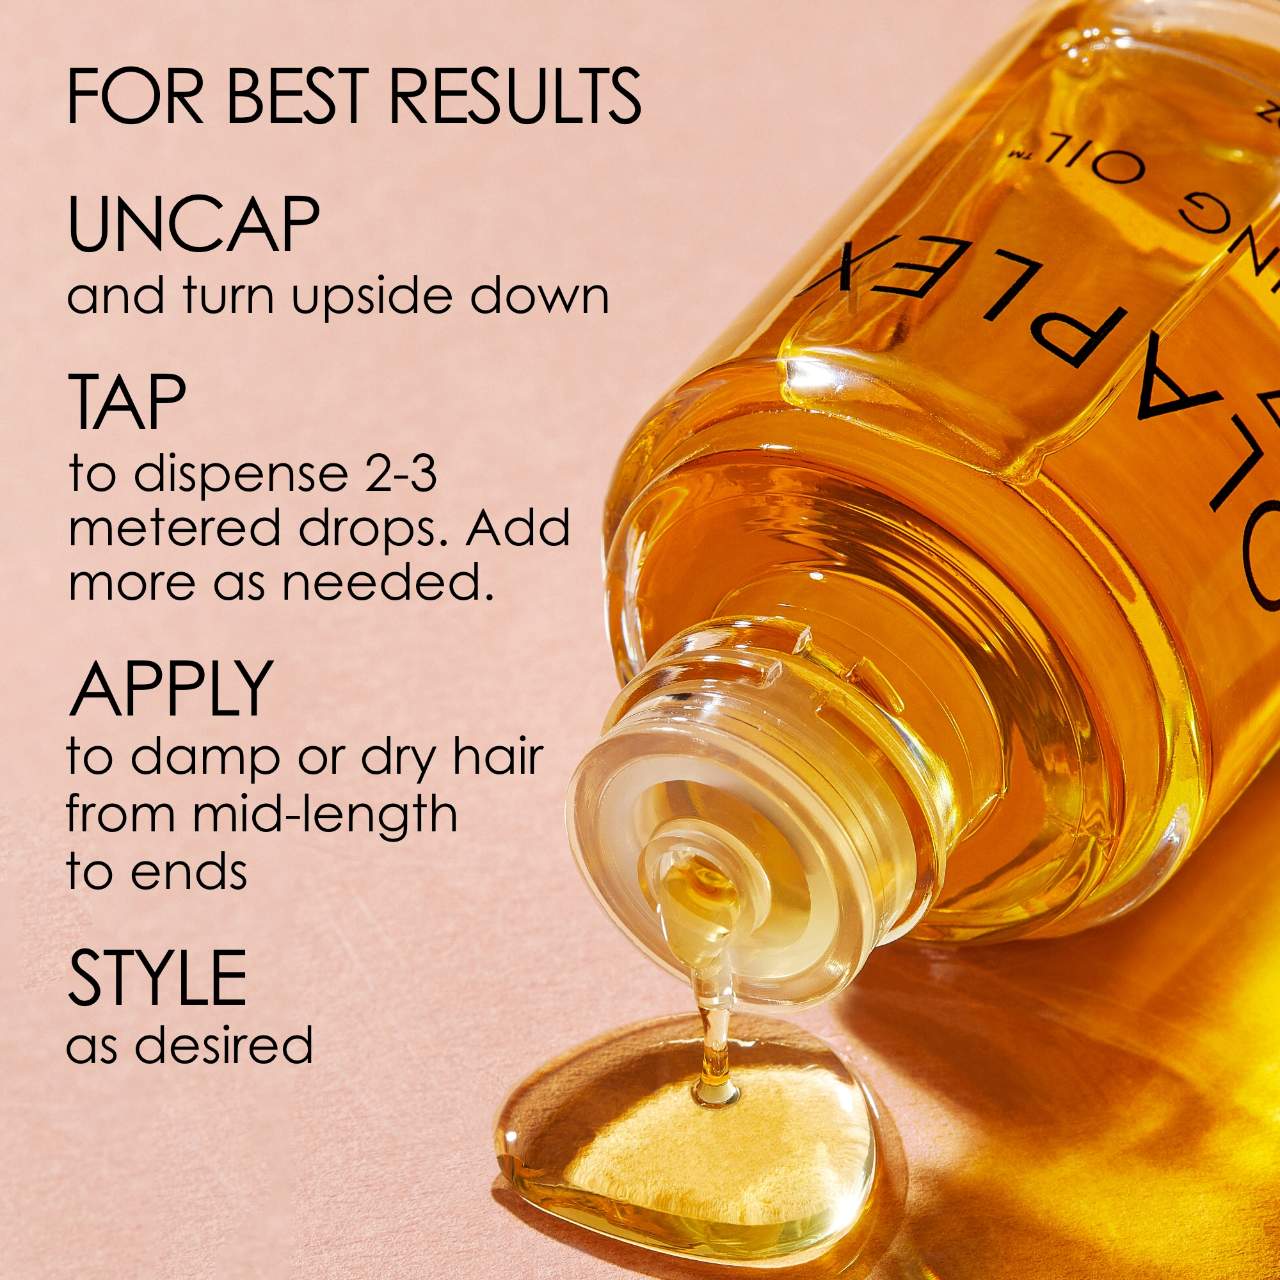 FOR BEST RESULTS
UNCAP
and turn upside down
TAP
to dispense 2-3
metered drops. Add
more as needed.
APPLY
to damp or dry hair
from mid-length
to ends
STYLE
as desired
OLAPLEX
OIL™